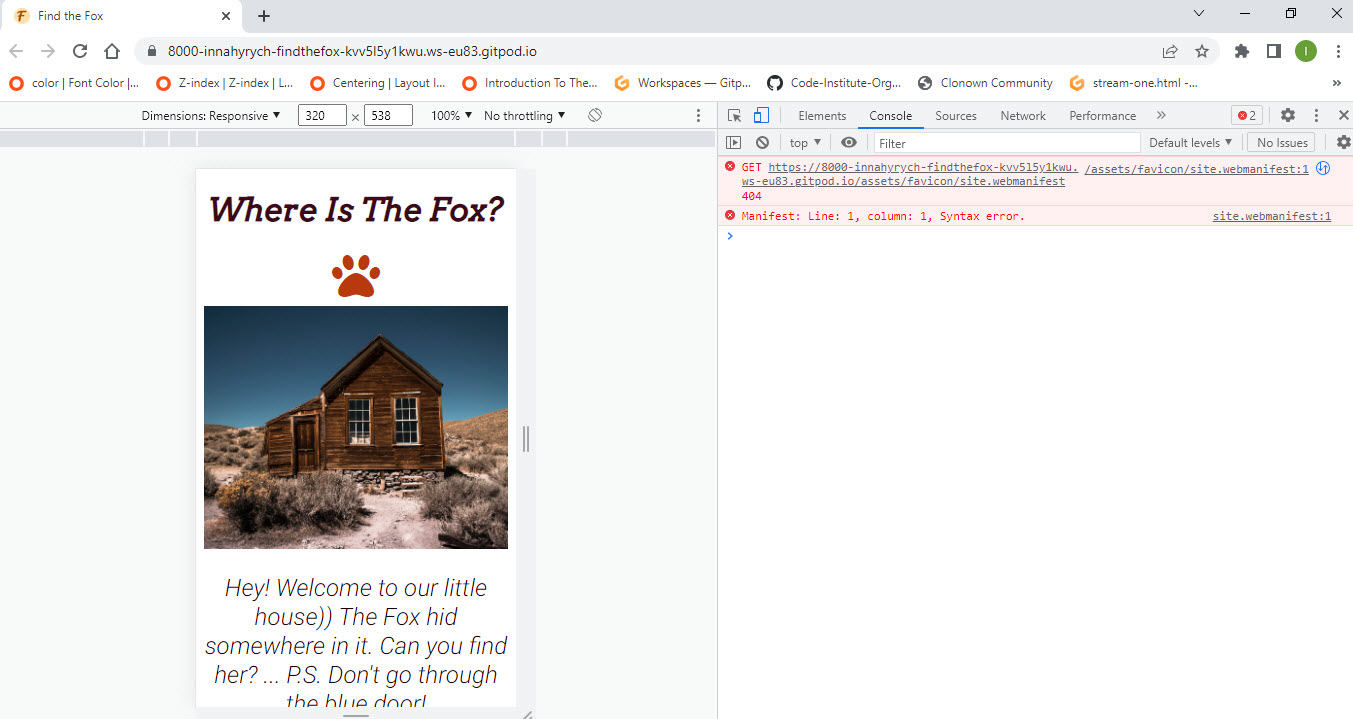 Find the Fox
8000-innahyrych-findthefox-kvv5l5y1kwu.ws-eu83.gitpod.io
I
color | Font Color |...
Z-index | Z-index | L...
Centering | Layout I...
Introduction To The...
Workspaces — Gitp...
Code-Institute-Org...
Clonown Community
stream-one.html -...
»
Dimensions: Responsive ▼ 320 × 538 100% ▼ No throttling ▼
Elements Console Sources Network Performance » 2
top ▼ Filter Default levels ▼ No Issues
GET https://8000-innahyrych-findthefox-kvv5l5y1kwu. /assets/favicon/site.webmanifest:1
ws-eu83.gitpod.io/assets/favicon/site.webmanifest
404
Manifest: Line: 1, column: 1, Syntax error. site.webmanifest:1
Where Is The Fox?
Hey! Welcome to our little
house)) The Fox hid
somewhere in it. Can you find
her? ... P.S. Don't go through
the blue door!